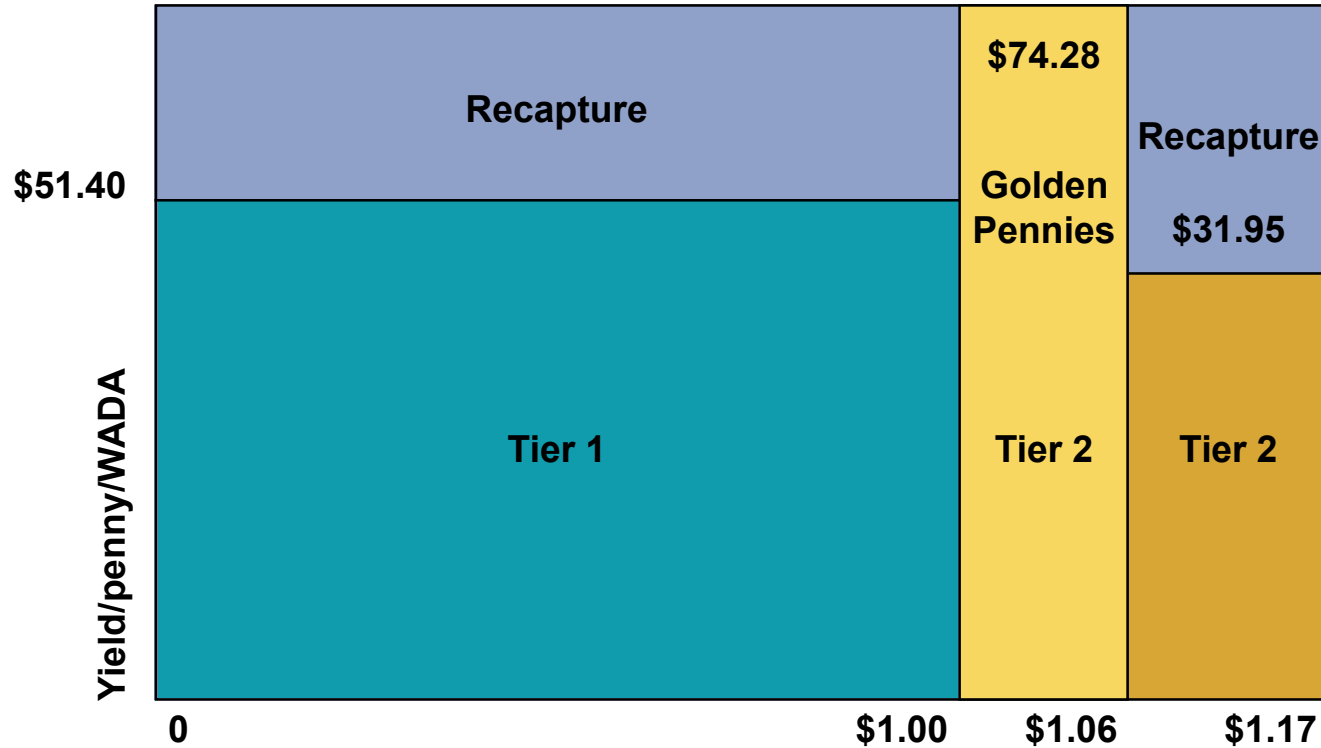 $74.28
Recapture
Recapture
$51.40
Golden
Pennies
$31.95
Yield/penny/WADA
Tier 1
Tier 2
Tier 2
0
$1.00
$1.06
$1.17